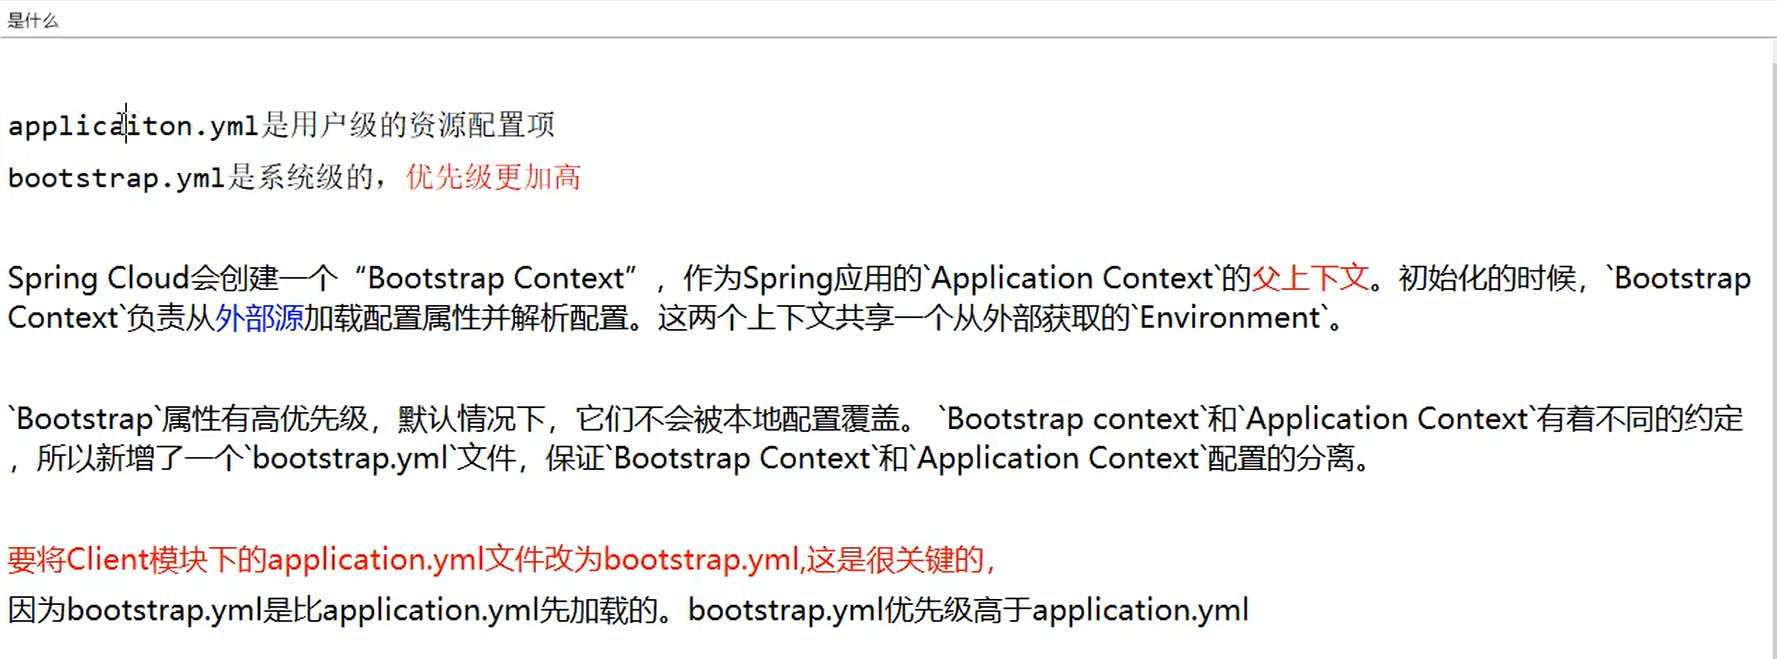 是什么
applicaiton.yml是用户级的资源配置项
bootstrap.yml是系统级的，优先级更加高
Spring Cloud会创建一个“Bootstrap Context”，作为Spring应用的`Application Context`的父上下文。初始化的时候，`Bootstrap
Context`负责从外部源加载配置属性并解析配置。这两个上下文共享一个从外部获取的`Environment`。
`Bootstrap`属性有高优先级，默认情况下，它们不会被本地配置覆盖。 `Bootstrap context`和`Application Context`有着不同的约定
，所以新增了一个`bootstrap.yml`文件，保证`Bootstrap Context`和`Application Context`配置的分离。
要将Client模块下的application.yml文件改为bootstrap.yml,这是很关键的，
因为bootstrap.yml是比application.yml先加载的。bootstrap.yml优先级高于application.yml